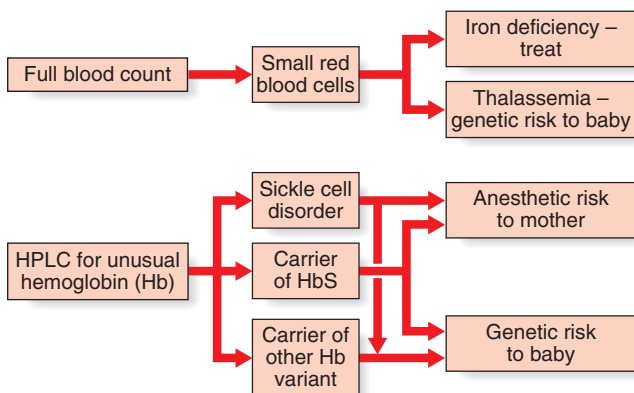 Full blood count
Small red
blood cells
Iron deficiency –
treat
Thalassemia –
genetic risk to baby
HPLC for unusual
hemoglobin (Hb)
Sickle cell
disorder
Carrier
of HbS
Carrier of
other Hb
variant
Anesthetic risk
to mother
Genetic risk
to baby